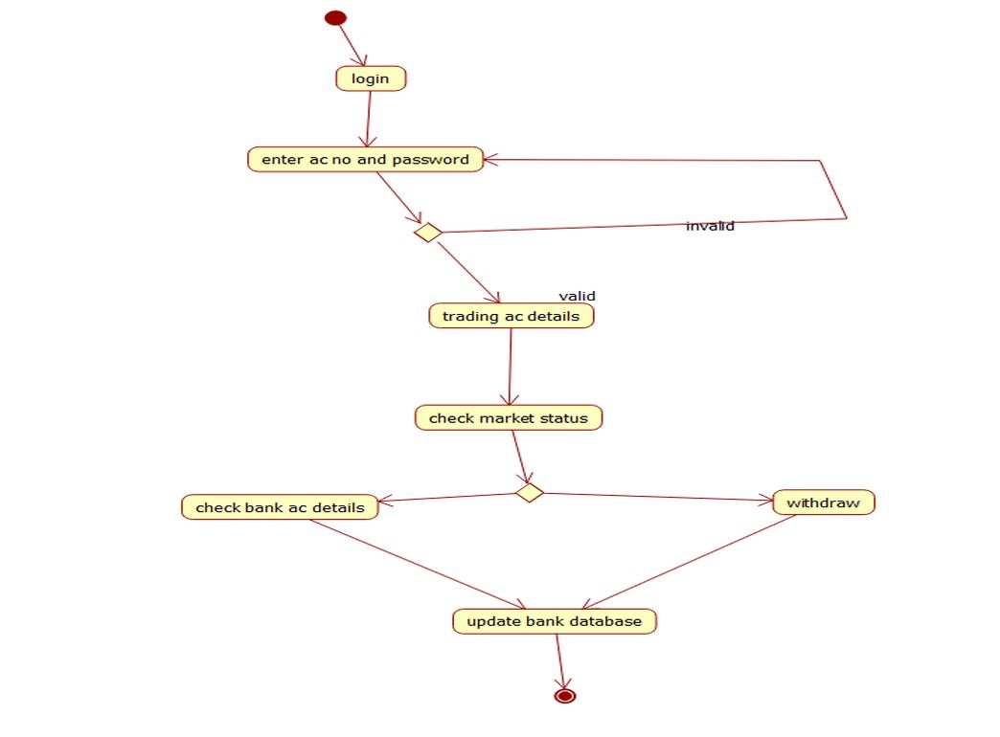 login
enter ac no and password
invalid
valid
trading ac details
check market status
check bank ac details
withdraw
update bank database